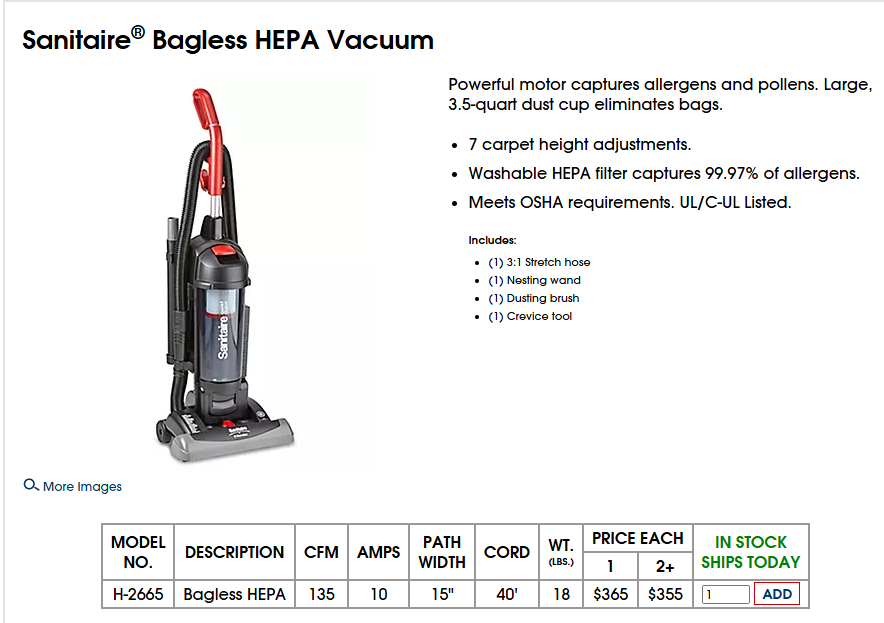 Sanitaire® Bagless HEPA Vacuum
Powerful motor captures allergens and pollens. Large,
3.5-quart dust cup eliminates bags.
• 7 carpet height adjustments.
• Washable HEPA filter captures 99.97% of allergens.
• Meets OSHA requirements. UL/C-UL Listed.
Includes:
• (1) 3:1 Stretch hose
• (1) Nesting wand
• (1) Dusting brush
• (1) Crevice tool
Sanitaire
Sanitaire
More Images
MODEL NO. DESCRIPTION CFM AMPS PATH WIDTH CORD WT. (LBS.) PRICE EACH 1 2+ IN STOCK SHIPS TODAY
H-2665 Bagless HEPA 135 10 15" 40' 18 $365 $355 1 ADD